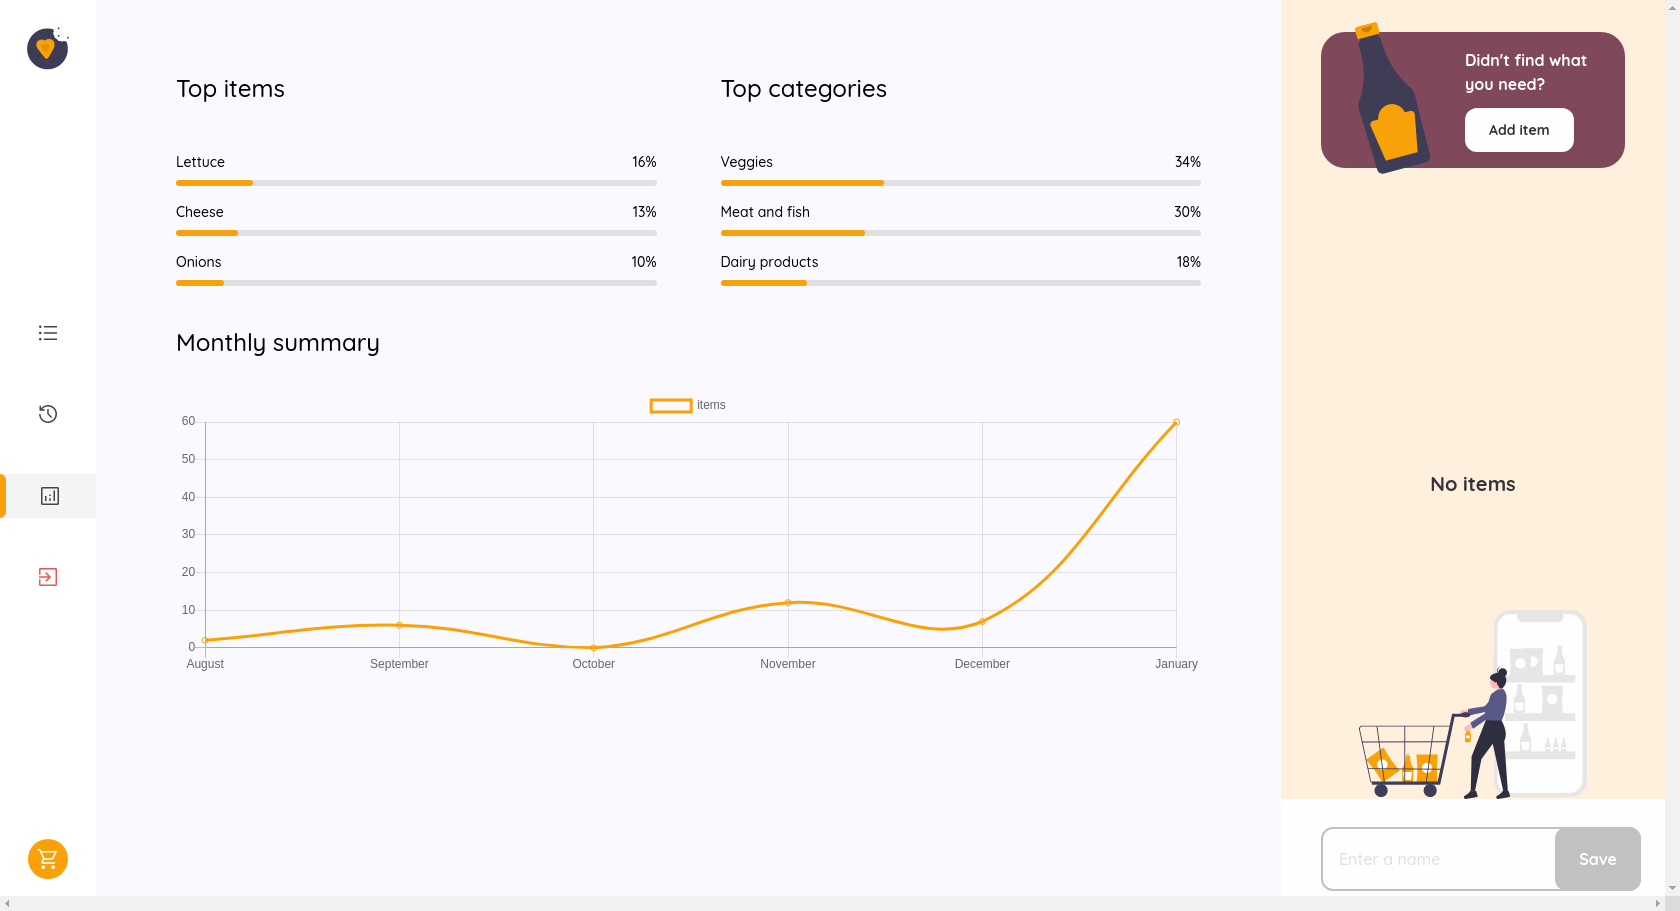 Top items
Lettuce 16%
Cheese 13%
Onions 10%
Top categories
Veggies 34%
Meat and fish 30%
Dairy products 18%
Monthly summary
items
60
50
40
30
20
10
0
August September October November December January
Didn't find what
you need?
Add item
No items
Enter a name
Save